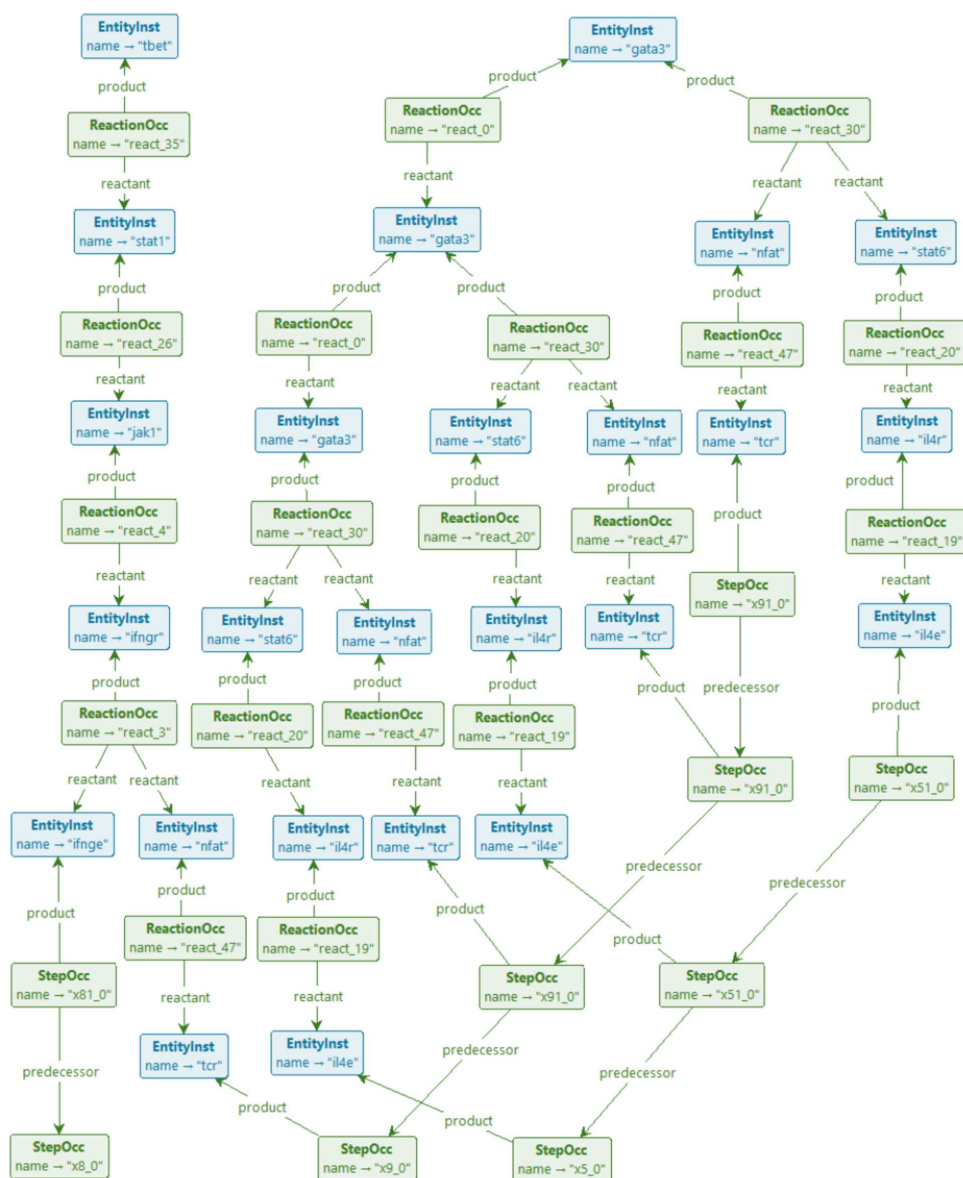 EntityInst
name → "tbet"
EntityInst
name → "gata3"
product
product
product
ReactionOcc
name → "react_35"
ReactionOcc
name → "react_0"
ReactionOcc
name → "react_30"
reactant
reactant
reactant
reactant
EntityInst
name → "stat1"
EntityInst
name → "gata3"
EntityInst
name → "nfat"
EntityInst
name → "stat6"
product
product
product
product
product
ReactionOcc
name → "react_26"
ReactionOcc
name → "react_0"
ReactionOcc
name → "react_30"
ReactionOcc
name → "react_47"
ReactionOcc
name → "react_20"
reactant
reactant
reactant
reactant
reactant
reactant
EntityInst
name → "jak1"
EntityInst
name → "gata3"
EntityInst
name → "stat6"
EntityInst
name → "nfat"
EntityInst
name → "tcr"
EntityInst
name → "il4r"
product
product
product
product
product
product
ReactionOcc
name → "react_4"
ReactionOcc
name → "react_30"
ReactionOcc
name → "react_20"
ReactionOcc
name → "react_47"
ReactionOcc
name → "react_19"
reactant
reactant
reactant
reactant
reactant
reactant
StepOcc
name → "x91_0"
EntityInst
name → "ifngr"
EntityInst
name → "stat6"
EntityInst
name → "nfat"
EntityInst
name → "il4r"
EntityInst
name → "tcr"
EntityInst
name → "il4e"
product
product
product
product
product
predecessor
product
ReactionOcc
name → "react_3"
ReactionOcc
name → "react_20"
ReactionOcc
name → "react_47"
ReactionOcc
name → "react_19"
reactant
reactant
reactant
reactant
reactant
StepOcc
name → "x91_0"
StepOcc
name → "x51_0"
EntityInst
name → "ifnge"
EntityInst
name → "nfat"
EntityInst
name → "il4r"
EntityInst
name → "tcr"
EntityInst
name → "il4e"
product
product
product
product
product
predecessor
predecessor
ReactionOcc
name → "react_47"
ReactionOcc
name → "react_19"
StepOcc
name → "x81_0"
StepOcc
name → "x91_0"
StepOcc
name → "x51_0"
reactant
reactant
EntityInst
name → "tcr"
EntityInst
name → "il4e"
predecessor
predecessor
predecessor
product
product
StepOcc
name → "x8_0"
StepOcc
name → "x9_0"
StepOcc
name → "x5_0"